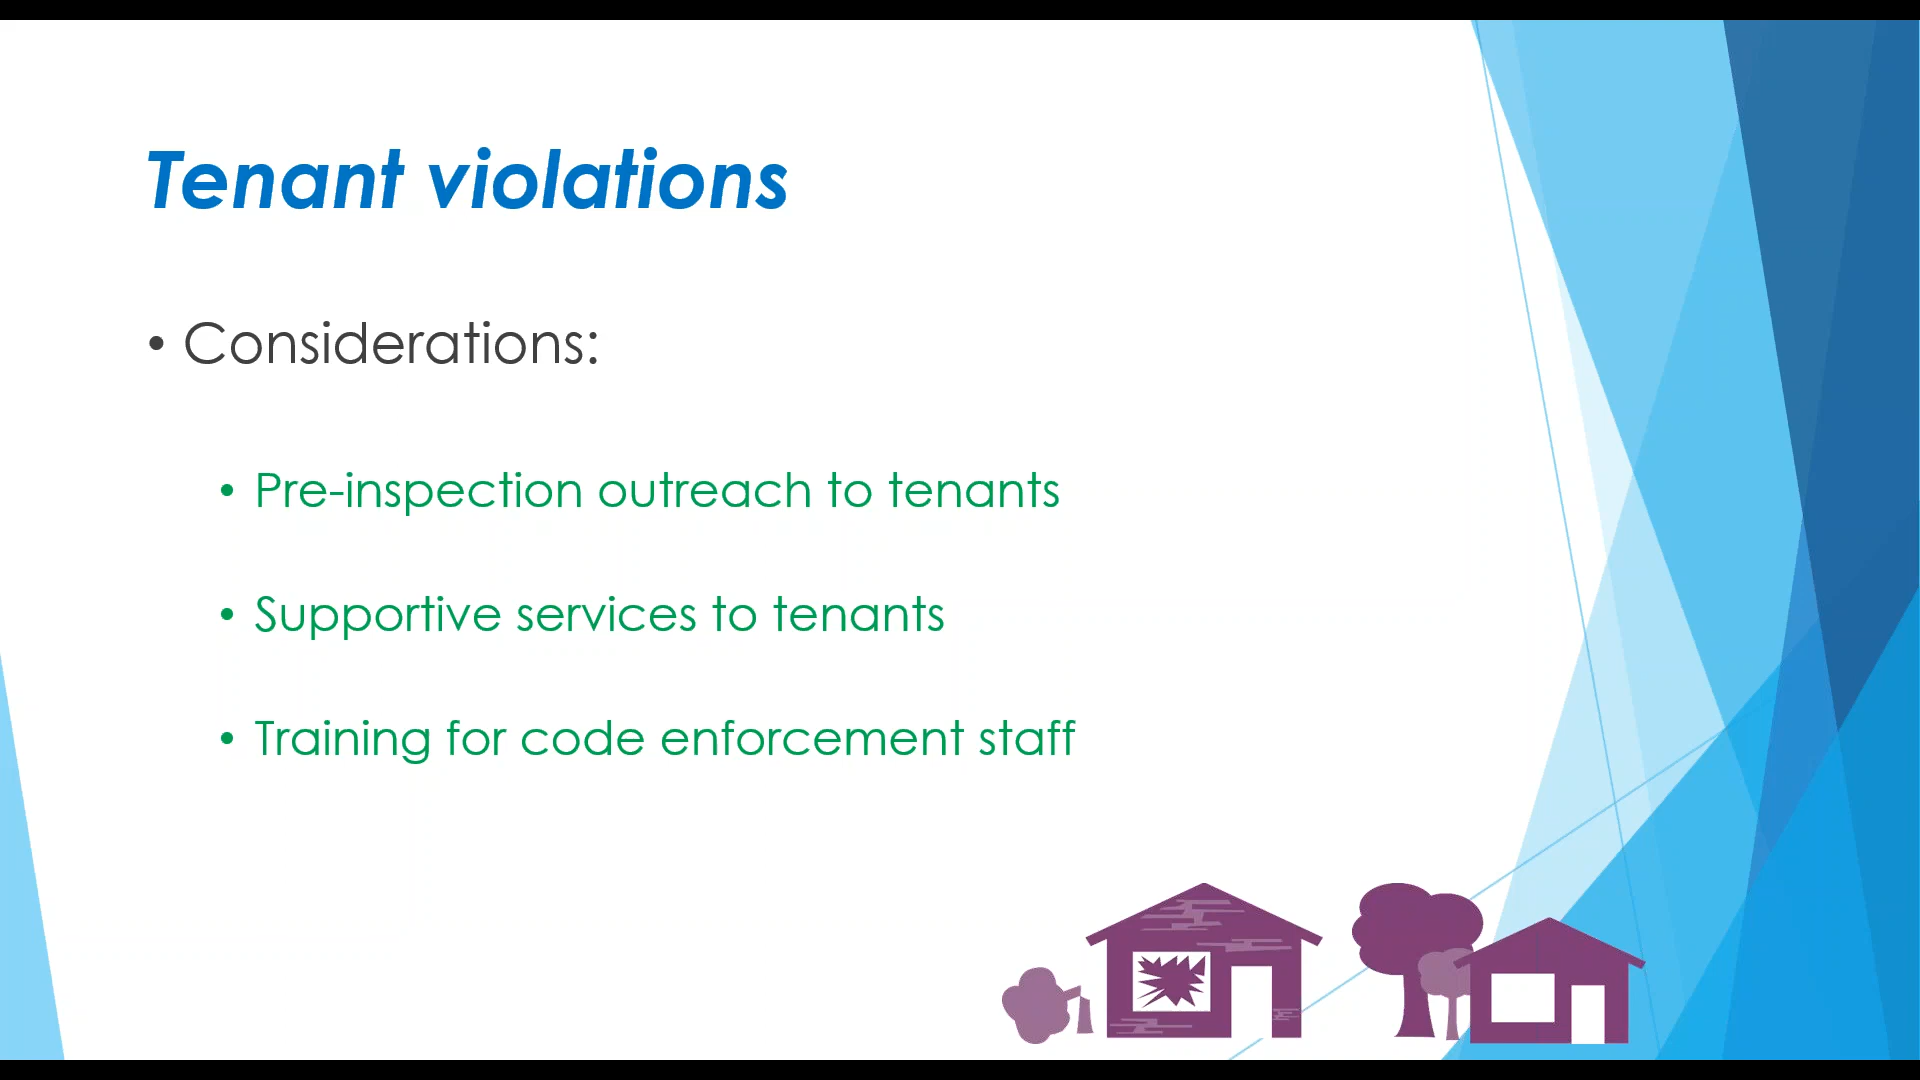 Tenant violations
• Considerations:
• Pre-inspection outreach to tenants
• Supportive services to tenants
• Training for code enforcement staff